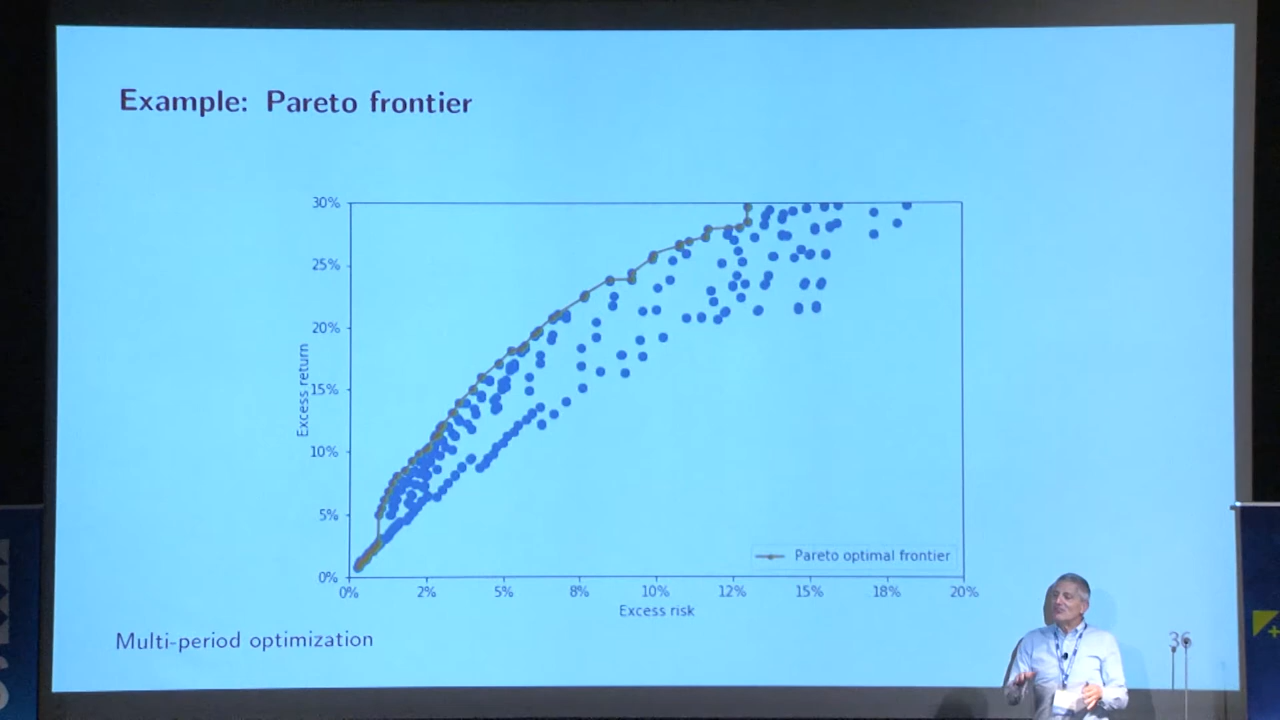 Example: Pareto frontier
30%
25%
20%
15%
10%
5%
0%
Excess return
Pareto optimal frontier
0% 2% 5% 8% 10% 12% 15% 18% 20%
Excess risk
Multi-period optimization
36